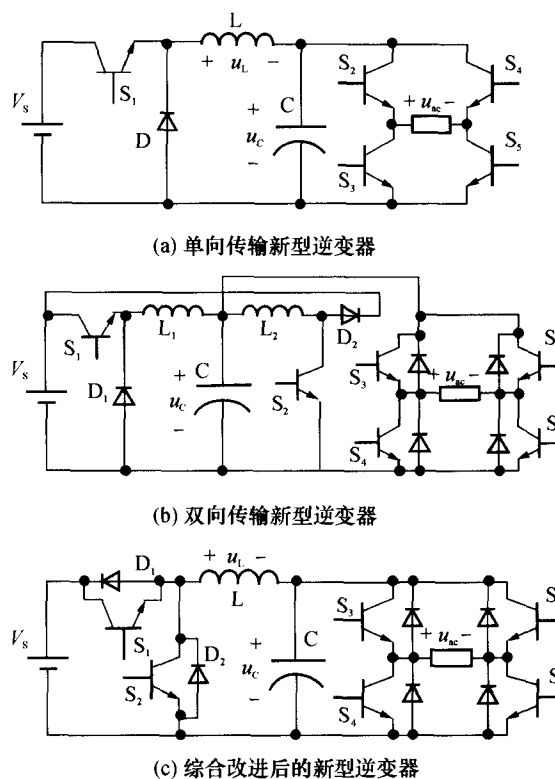 L
+ u_L −
S₁
V_s
D
+
u_C
−
C
S₂
S₄
+ u_ac −
S₃
S₅
(a) 单向传输新型逆变器
S₁
L₁
L₂
D₂
V_s
D₁
+
u_C
−
C
S₂
S₃
S
+ u_ac −
S₄
S
(b) 双向传输新型逆变器
D₁
+ u_L −
L
V_s
S₁
S₂
D₂
+
u_C
−
C
S₃
S
+ u_ac −
S₄
S
(c) 综合改进后的新型逆变器